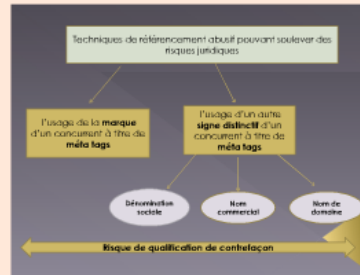 Techniques de référencement abusif pouvant soulever des
risques juridiques
l'usage de la marque
d'un concurrent à titre de
méta tags
l'usage d'un autre
signe distinctif d'un
concurrent à titre de
méta tags
Dénomination
sociale
Nom
commercial
Nom de
domaine
Risque de qualification de contrefaçon